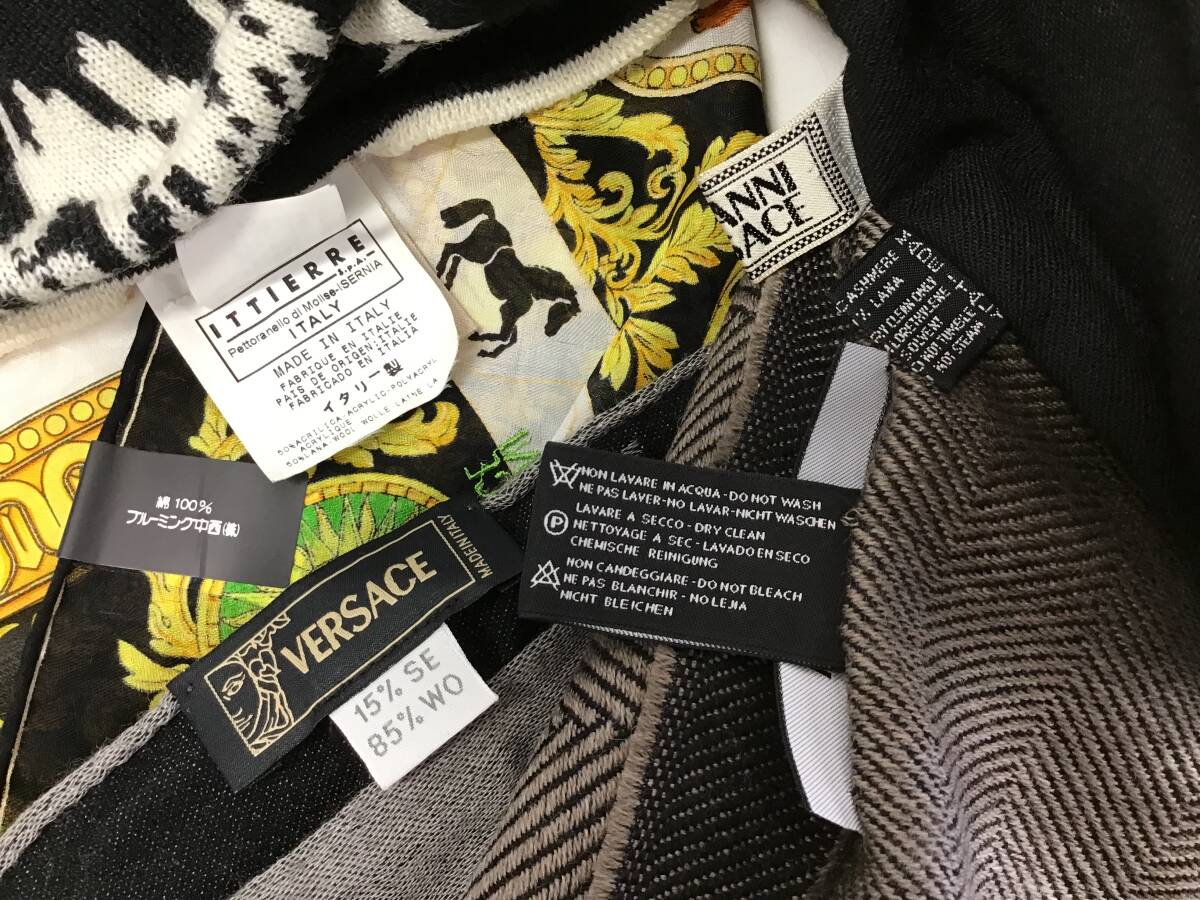 ITTIERRE
S.P.A.
Pettoranello di Molise-ISERNIA
ITALY
MADE IN ITALY
FABRIQUE EN ITALIE
PAIS DE ORIGEN:ITALIE
FABRICADO EN ITALIA
イタリー製
50%ACRILICA-ACRYLIC-POLYACRYL
ACRYLIQUE
50%LANA WOOL WOLLE LAINE LA
ANNI
ACE
CASHMERE
LANA
DRY CLEAN ONLY
DO NOT TUMBLE
NOT STEAM
綿 100%
ブルーミング中西(株)
VERSACE
MADE IN ITALY
15% SE
85% WO
NON LAVARE IN ACQUA - DO NOT WASH
NE PAS LAVER - NO LAVAR - NICHT WASCHEN
LAVARE A SECCO - DRY CLEAN
NETTOYAGE A SEC - LAVADO EN SECO
CHEMISCHE REINIGUNG
NON CANDEGGIARE - DO NOT BLEACH
NE PAS BLANCHIR - NO LEJIA
NICHT BLEICHEN
P